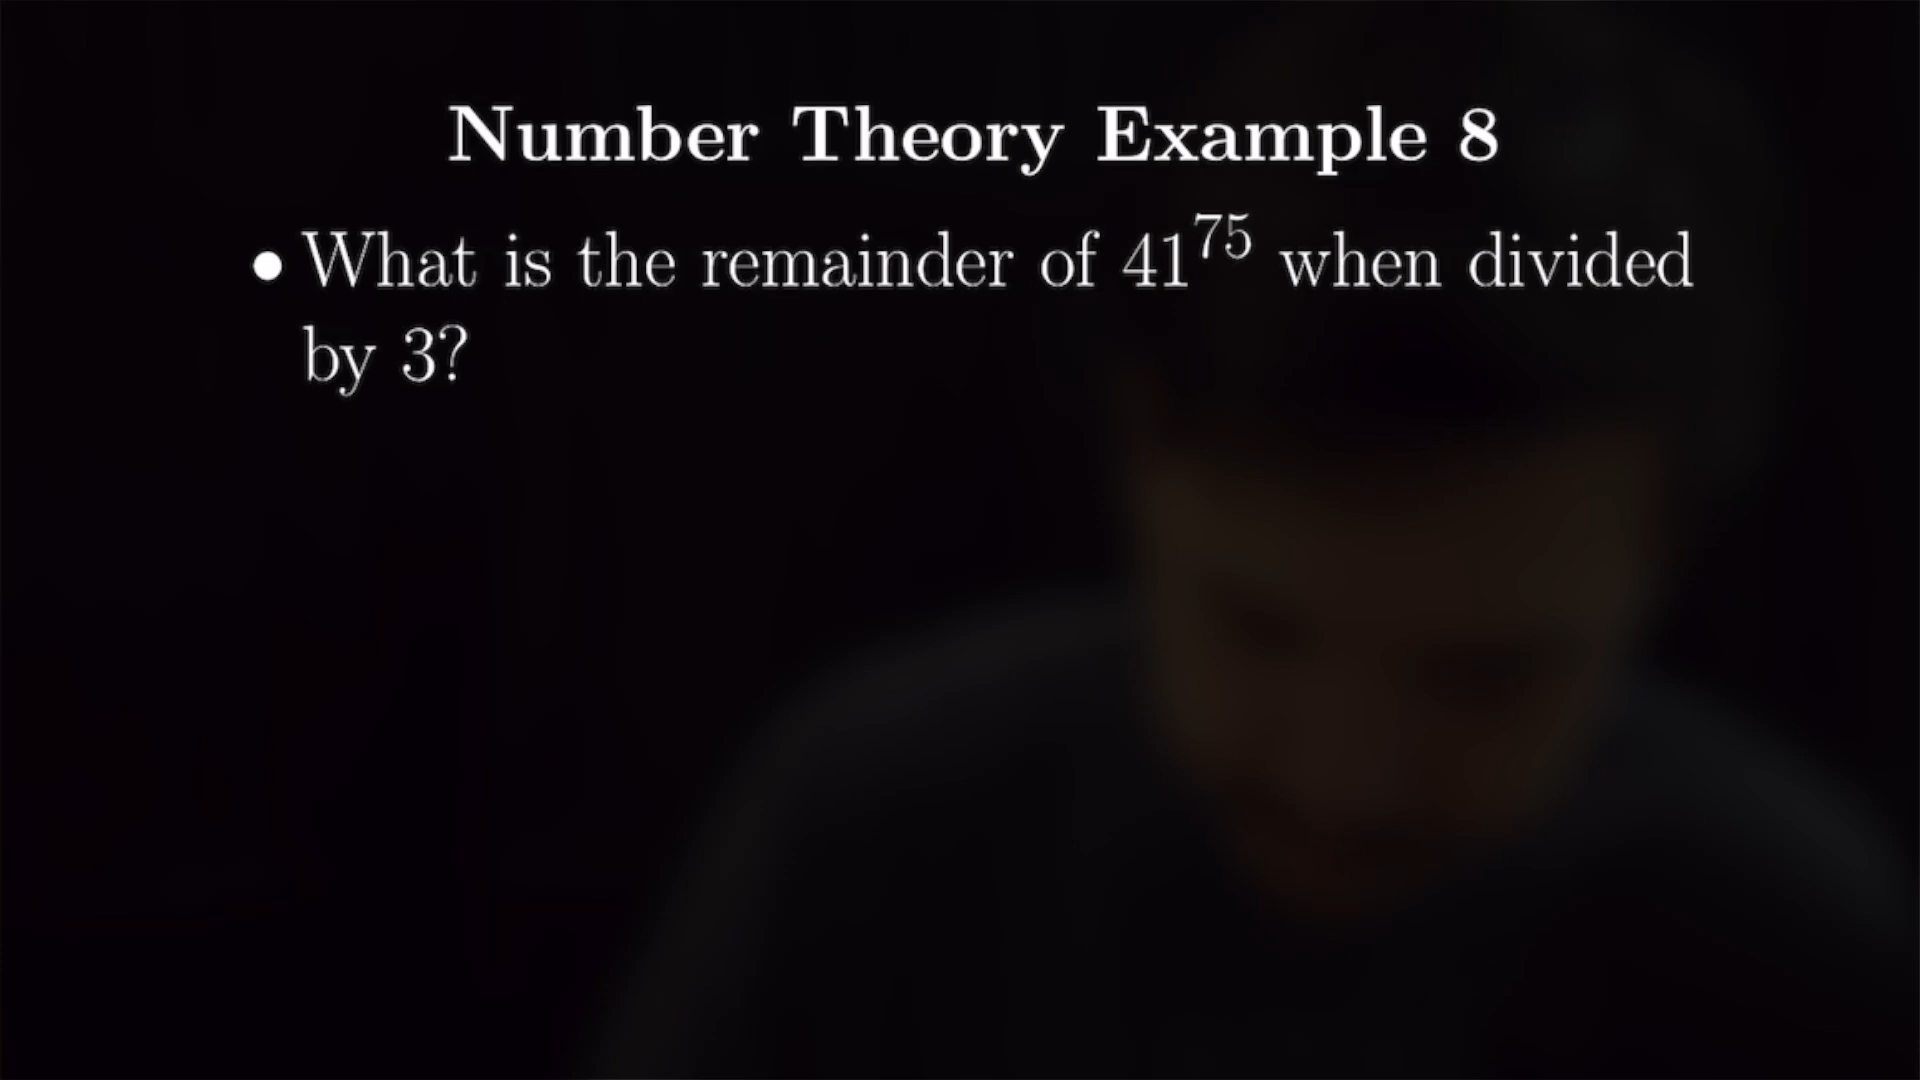 Number Theory Example 8
• What is the remainder of 41^75 when divided
by 3?